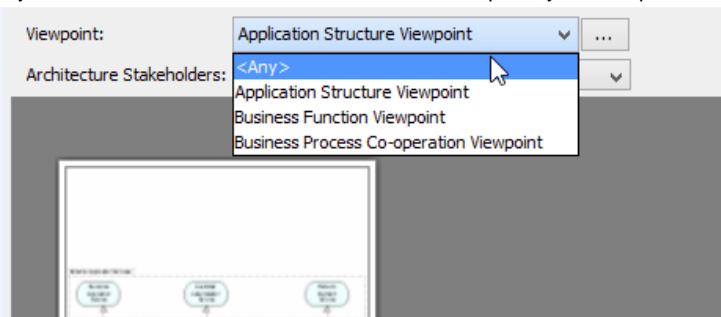 Viewpoint:
Application Structure Viewpoint
...
Architecture Stakeholders:
<Any>
Application Structure Viewpoint
Business Function Viewpoint
Business Process Co-operation Viewpoint